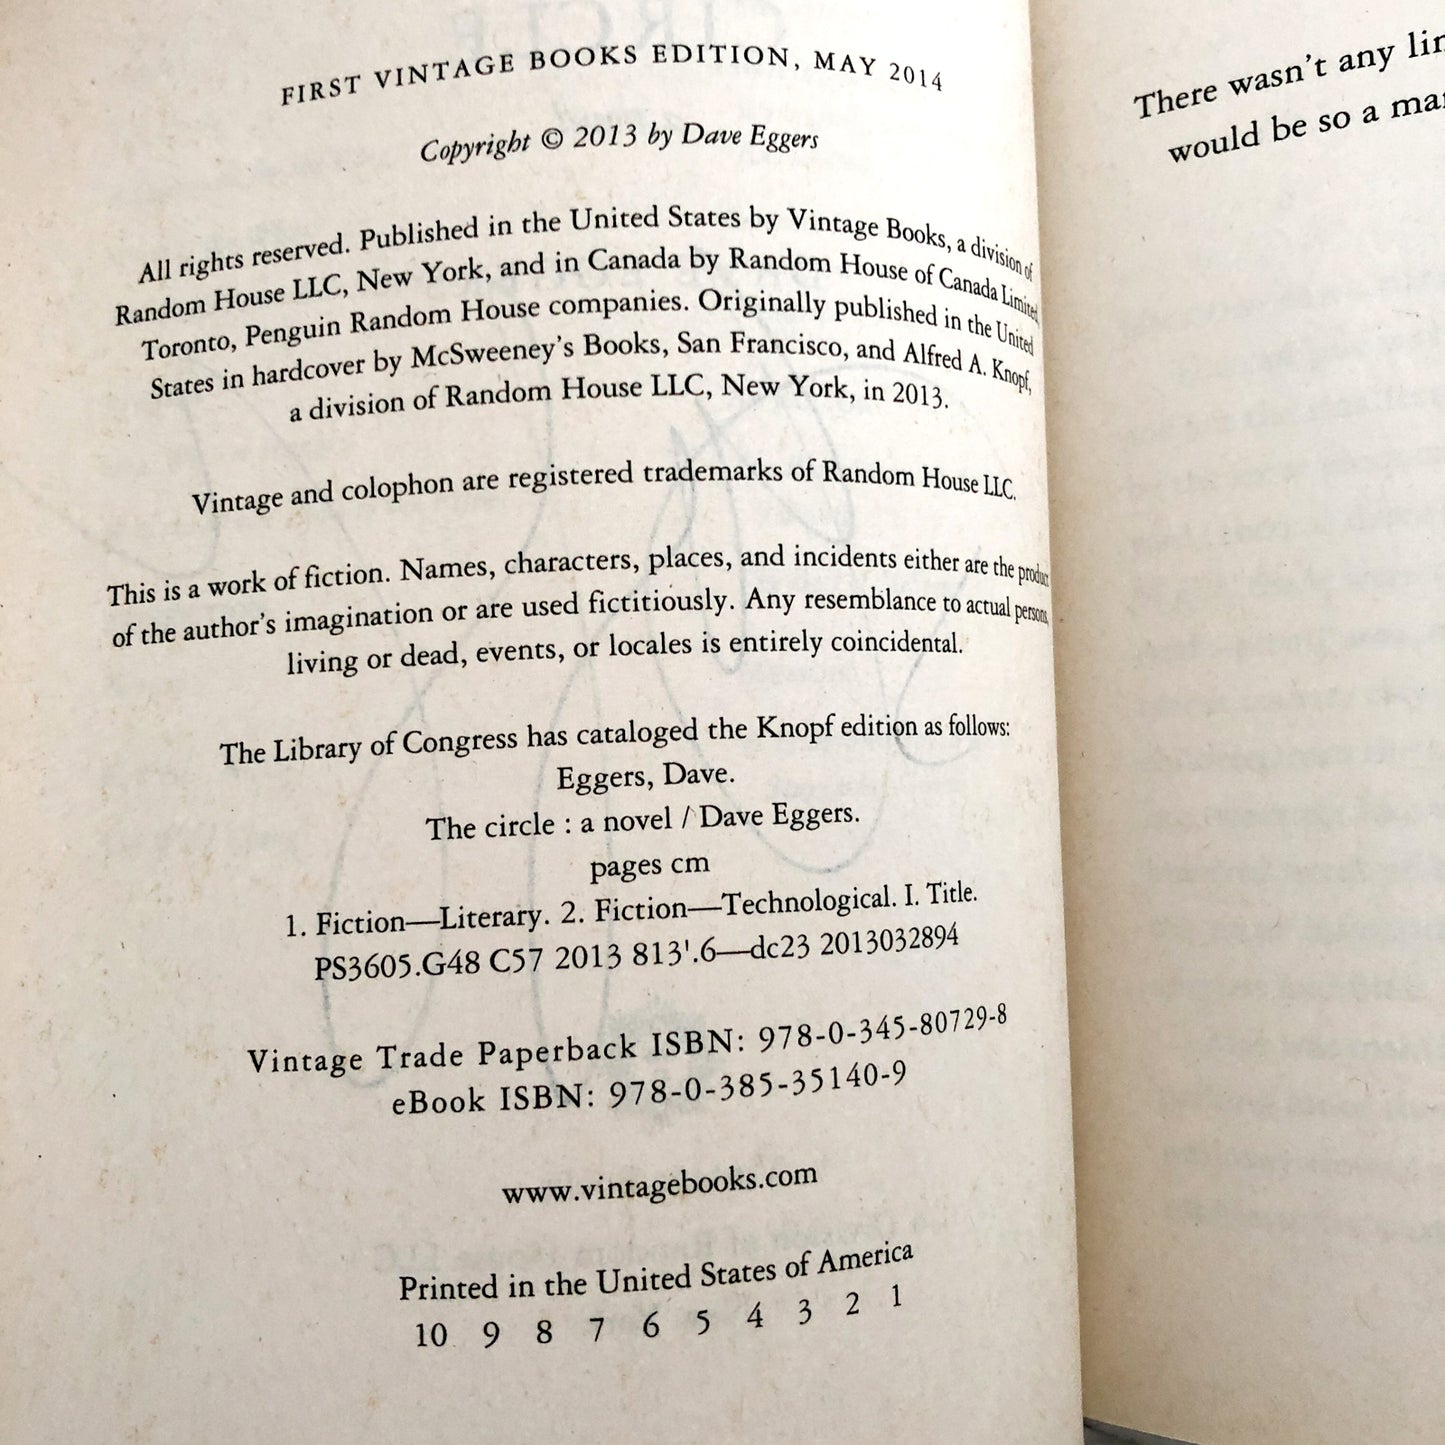 FIRST VINTAGE BOOKS EDITION, MAY 2014
Copyright © 2013 by Dave Eggers
All rights reserved. Published in the United States by Vintage Books, a division of
Random House LLC, New York, and in Canada by Random House of Canada Limited,
Toronto, Penguin Random House companies. Originally published in the United
States in hardcover by McSweeney's Books, San Francisco, and Alfred A. Knopf,
a division of Random House LLC, New York, in 2013.
Vintage and colophon are registered trademarks of Random House LLC.
This is a work of fiction. Names, characters, places, and incidents either are the product
of the author's imagination or are used fictitiously. Any resemblance to actual persons,
living or dead, events, or locales is entirely coincidental.
The Library of Congress has cataloged the Knopf edition as follows:
Eggers, Dave.
The circle : a novel / Dave Eggers.
pages cm
1. Fiction—Literary. 2. Fiction—Technological. I. Title.
PS3605.G48 C57 2013 813'.6—dc23 2013032894
Vintage Trade Paperback ISBN: 978-0-345-80729-8
eBook ISBN: 978-0-385-35140-9
www.vintagebooks.com
Printed in the United States of America
10 9 8 7 6 5 4 3 2 1
There wasn't any
would be so a